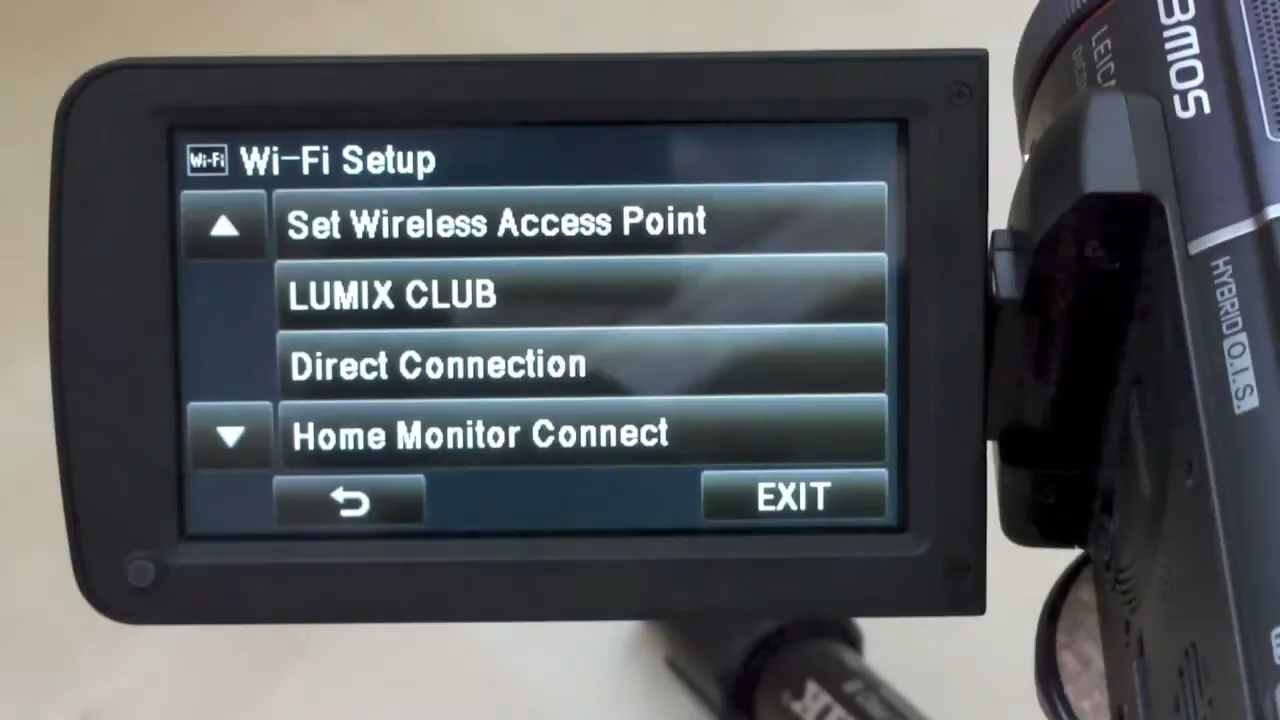 Wi-Fi Wi-Fi Setup
Set Wireless Access Point
LUMIX CLUB
Direct Connection
Home Monitor Connect
EXIT
3MOS
HYBRID O.I.S.